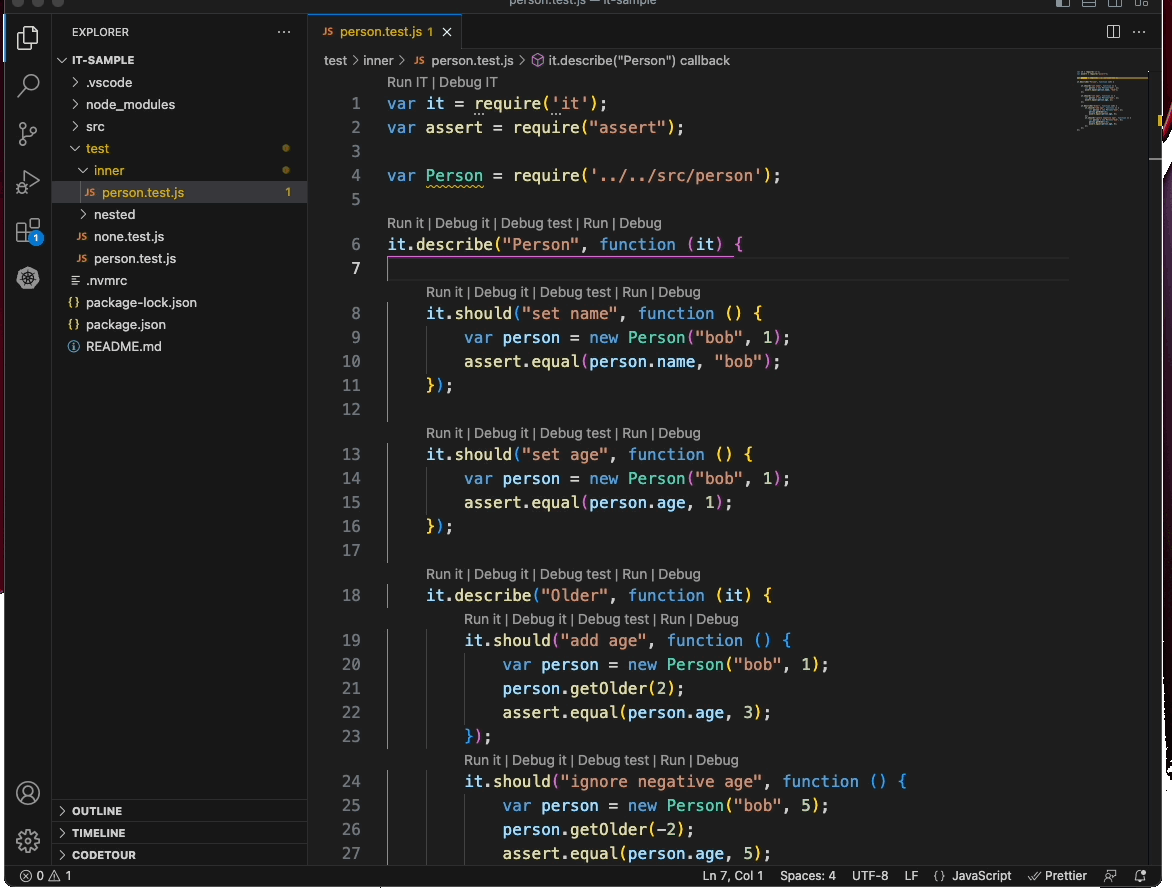 person.test.js — it-sample
EXPLORER
IT-SAMPLE
.vscode
node_modules
src
test
inner
JS person.test.js 1
nested
JS none.test.js
JS person.test.js
.nvmrc
{} package-lock.json
{} package.json
README.md
OUTLINE
TIMELINE
CODETOUR
1
JS person.test.js 1
test > inner > JS person.test.js > it.describe("Person") callback
Run IT | Debug IT
1 var it = require('it');
2 var assert = require("assert");
3
4 var Person = require('../../src/person');
5
Run it | Debug it | Debug test | Run | Debug
6 it.describe("Person", function (it) {
7
Run it | Debug it | Debug test | Run | Debug
8 it.should("set name", function () {
9 var person = new Person("bob", 1);
10 assert.equal(person.name, "bob");
11 });
12
Run it | Debug it | Debug test | Run | Debug
13 it.should("set age", function () {
14 var person = new Person("bob", 1);
15 assert.equal(person.age, 1);
16 });
17
Run it | Debug it | Debug test | Run | Debug
18 it.describe("Older", function (it) {
Run it | Debug it | Debug test | Run | Debug
19 it.should("add age", function () {
20 var person = new Person("bob", 1);
21 person.getOlder(2);
22 assert.equal(person.age, 3);
23 });
Run it | Debug it | Debug test | Run | Debug
24 it.should("ignore negative age", function () {
25 var person = new Person("bob", 5);
26 person.getOlder(-2);
27 assert.equal(person.age, 5);
0 1 Ln 7, Col 1 Spaces: 4 UTF-8 LF {} JavaScript Prettier